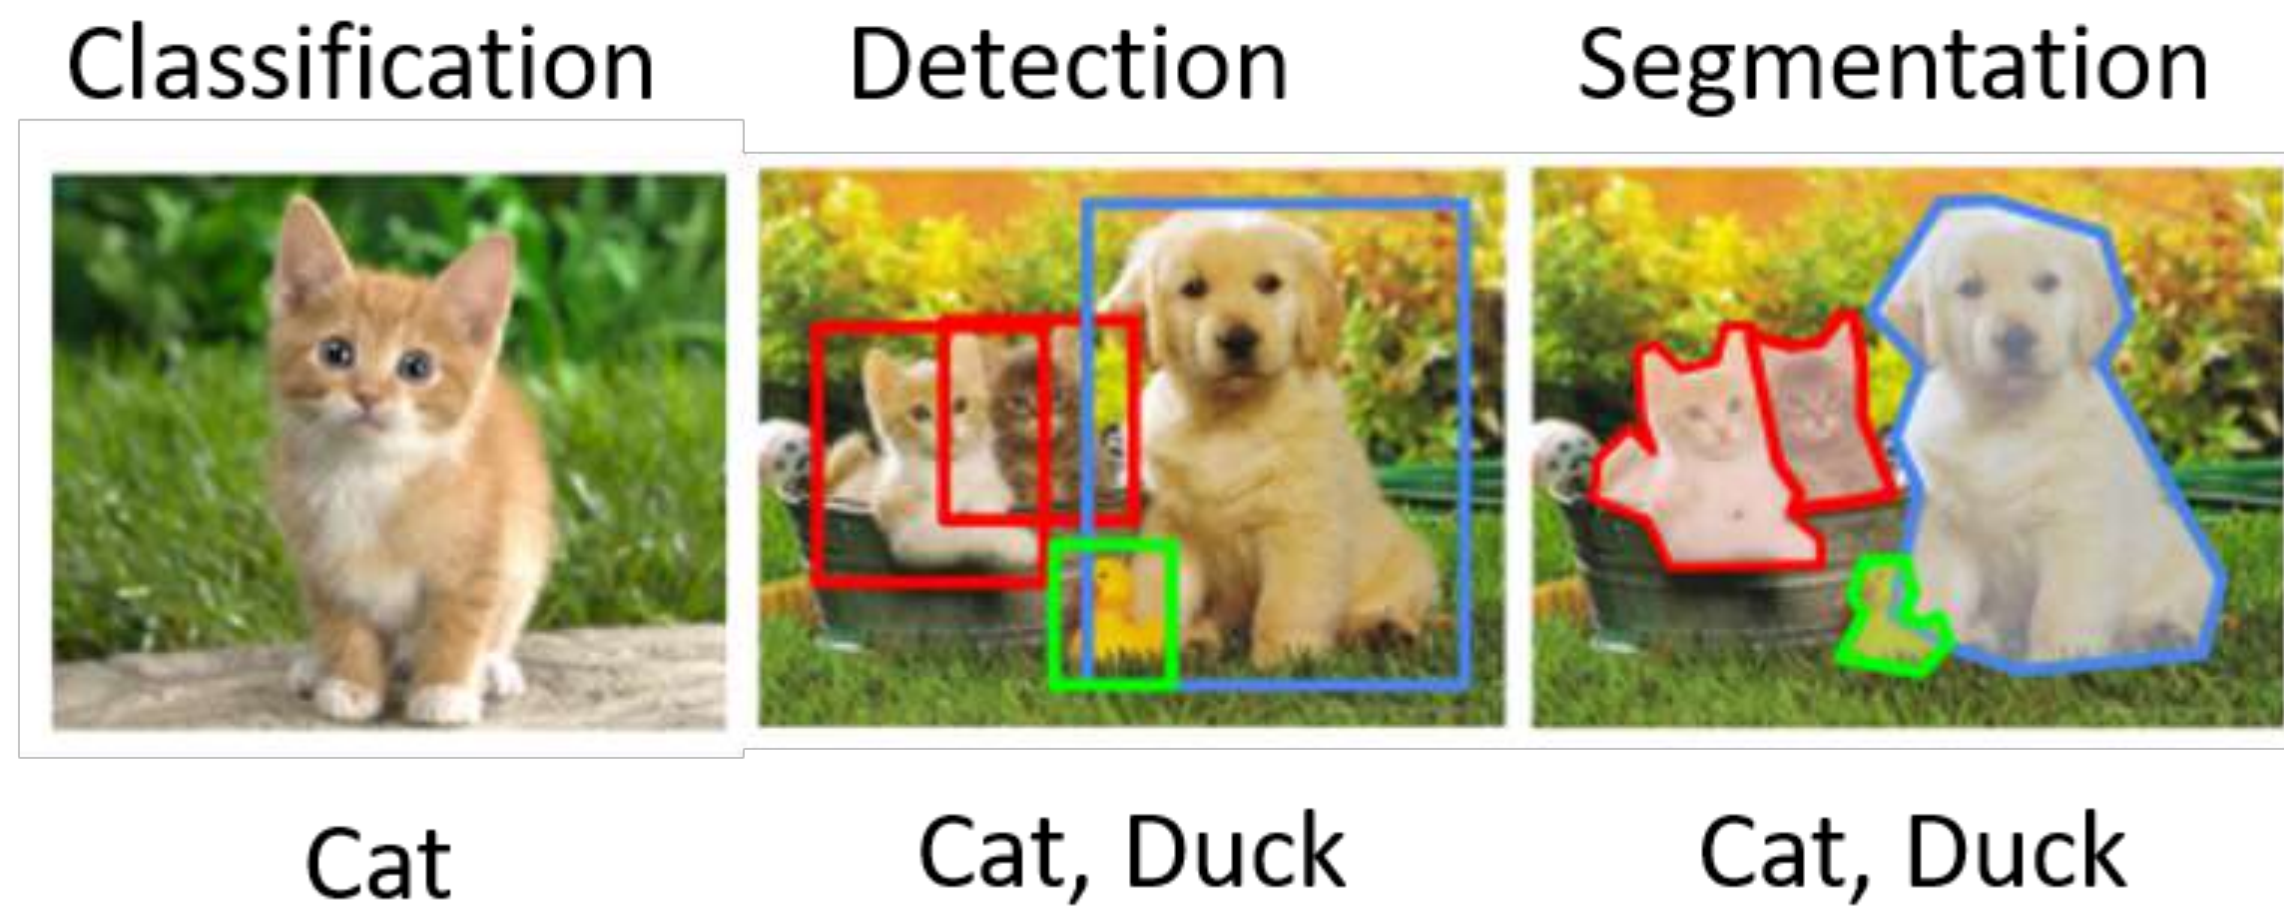 Classification
Detection
Segmentation
Cat
Cat, Duck
Cat, Duck